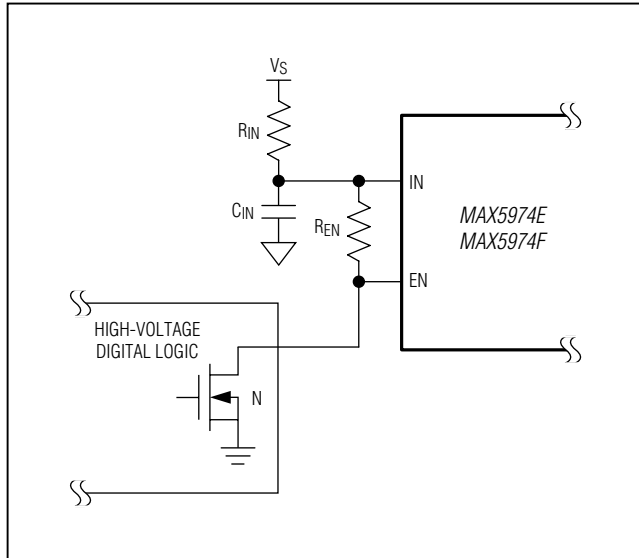 VS
RIN
IN
CIN
REN
MAX5974E
MAX5974F
EN
HIGH-VOLTAGE
DIGITAL LOGIC
N